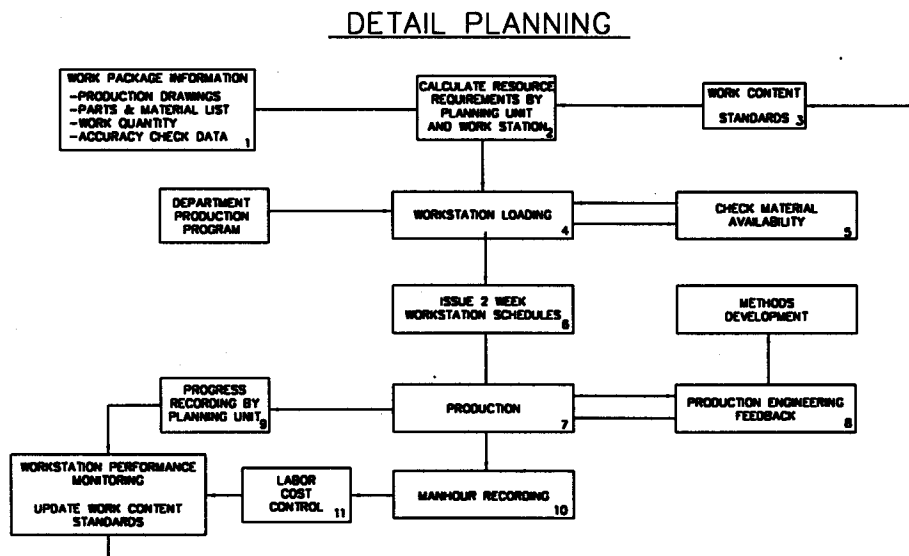 DETAIL PLANNING
WORK PACKAGE INFORMATION
-PRODUCTION DRAWINGS
-PARTS & MATERIAL LIST
-WORK QUANTITY
-ACCURACY CHECK DATA
1
CALCULATE RESOURCE
REQUIREMENTS BY
PLANNING UNIT
AND WORK STATION
2
WORK CONTENT
STANDARDS
3
DEPARTMENT
PRODUCTION
PROGRAM
WORKSTATION LOADING
4
CHECK MATERIAL
AVAILABILITY
5
ISSUE 2 WEEK
WORKSTATION SCHEDULES
6
METHODS
DEVELOPMENT
PROGRESS
RECORDING BY
PLANNING UNIT
9
PRODUCTION
7
PRODUCTION ENGINEERING
FEEDBACK
8
WORKSTATION PERFORMANCE
MONITORING
UPDATE WORK CONTENT
STANDARDS
LABOR
COST
CONTROL
11
MANHOUR RECORDING
10